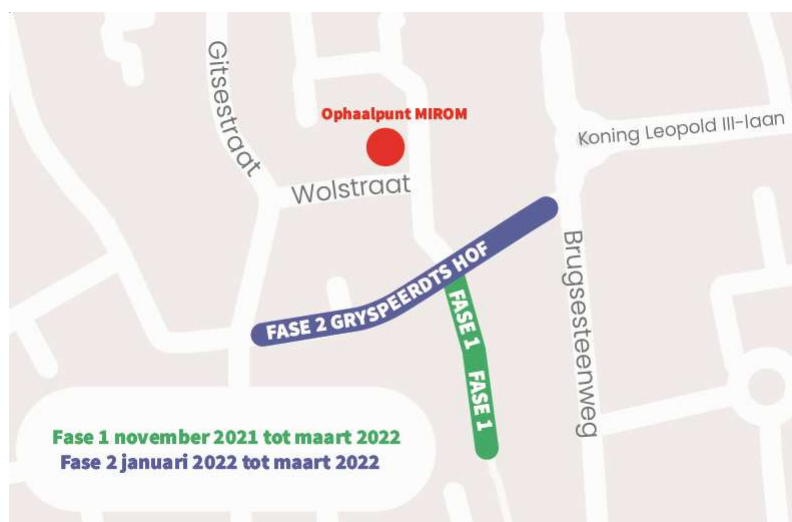 Gitsestraat
Ophaalpunt MIROM
Koning Leopold III-laan
Wolstraat
FASE 2 GRYSPEERDTS HOF
FASE 1
FASE 1
Brugsesteenweg
Fase 1 november 2021 tot maart 2022
Fase 2 januari 2022 tot maart 2022